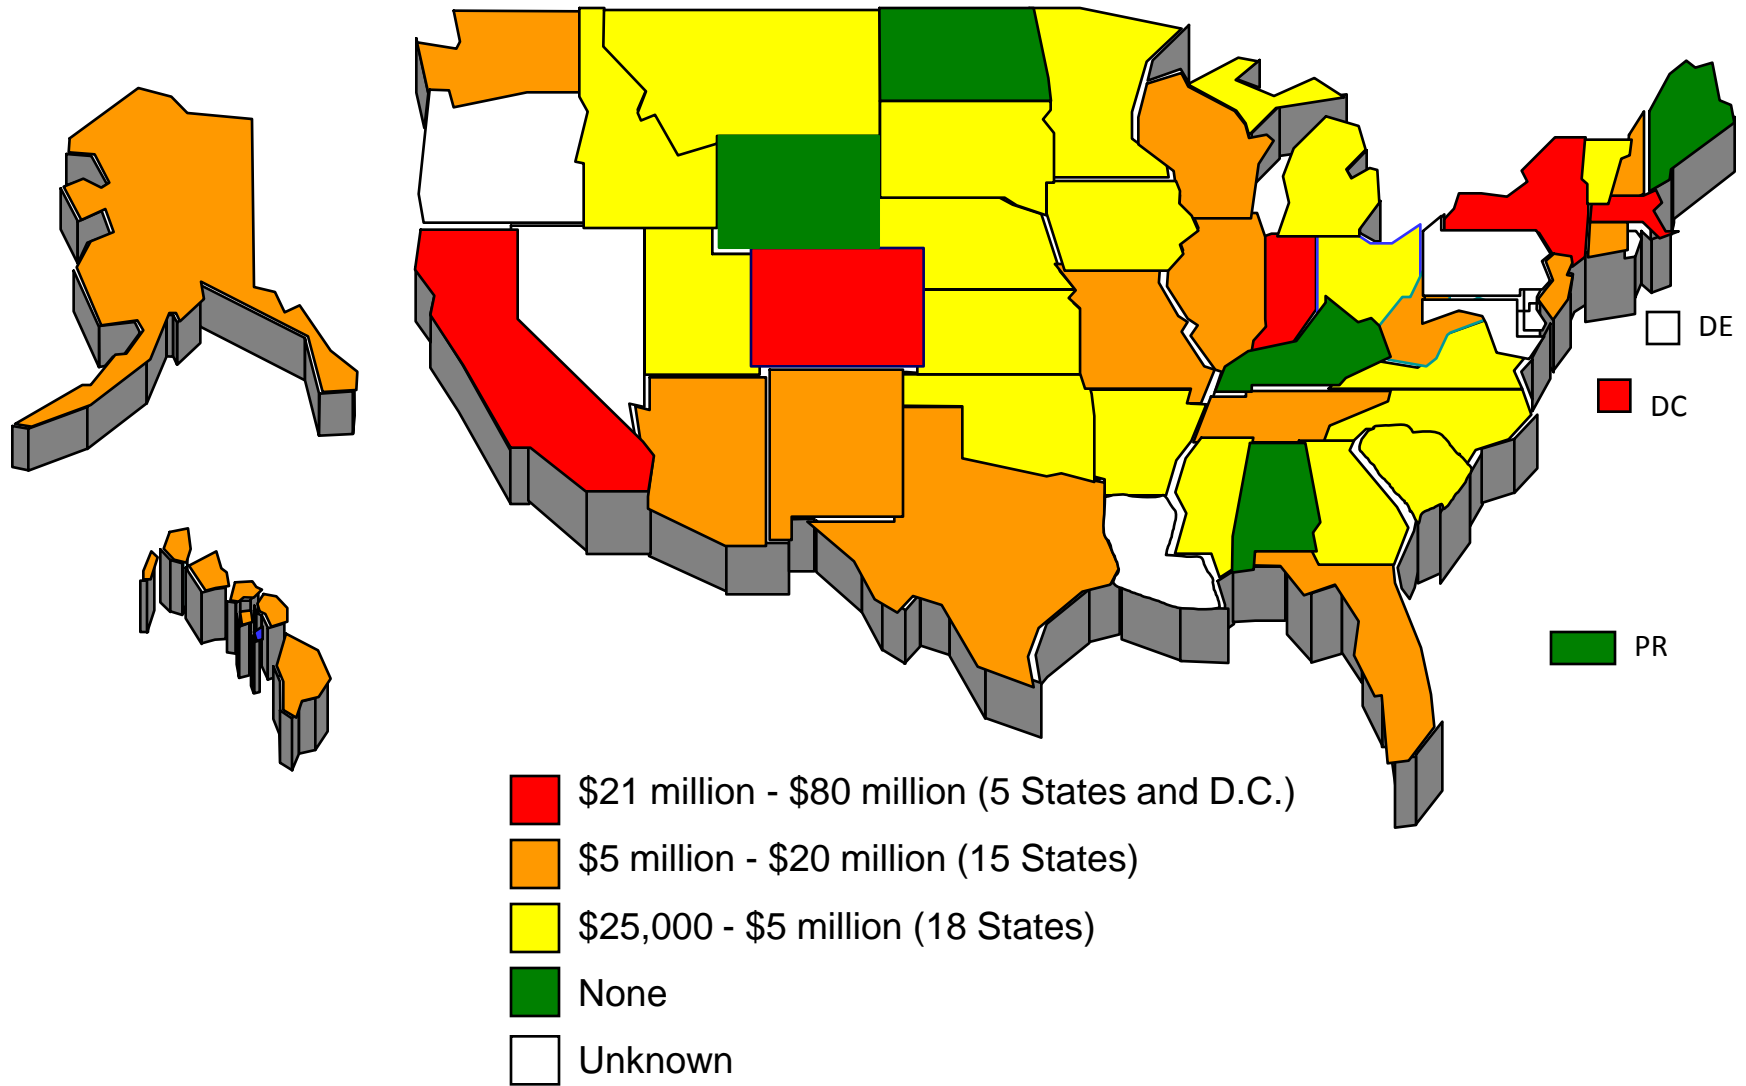 DE
DC
PR
$21 million - $80 million (5 States and D.C.)
$5 million - $20 million (15 States)
$25,000 - $5 million (18 States)
None
Unknown